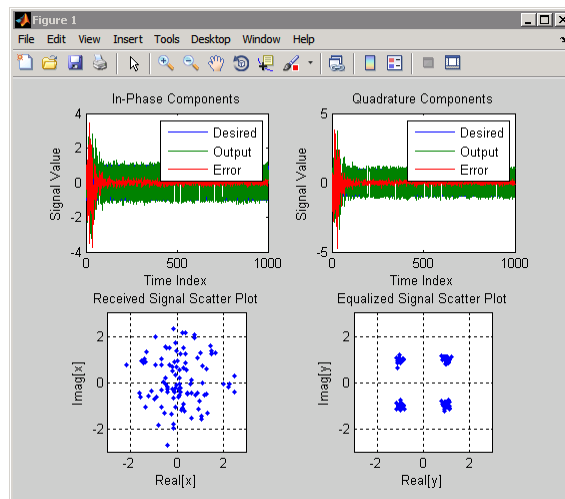 Figure 1
File Edit View Insert Tools Desktop Window Help
In-Phase Components
Signal Value
4
2
0
-2
-4
Desired
Output
Error
0 500 1000
Time Index
Quadrature Components
Signal Value
5
0
-5
Desired
Output
Error
0 500 1000
Time Index
Received Signal Scatter Plot
Imag[x]
2
0
-2
-2 0 2
Real[x]
Equalized Signal Scatter Plot
Imag[y]
2
0
-2
-2 0 2
Real[y]